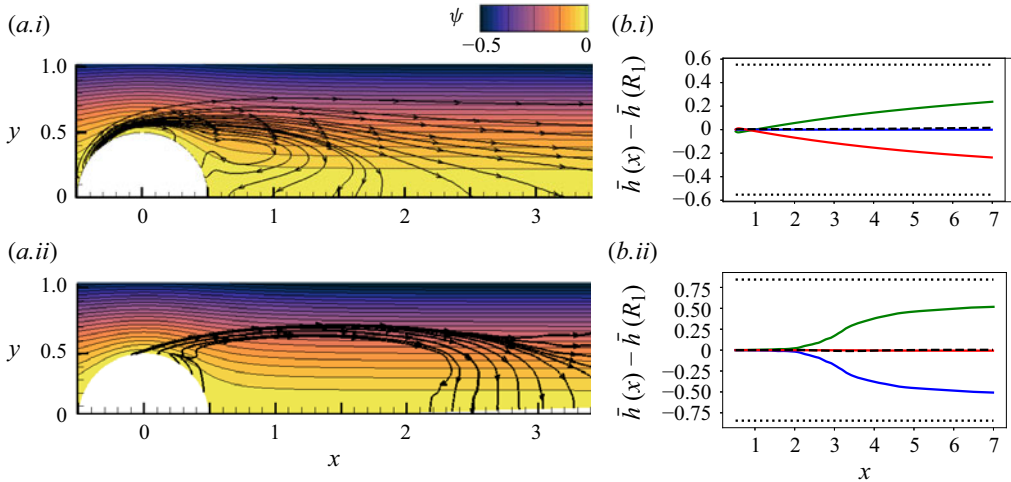 (a.i)
ψ
−0.5 0
1.0
y 0.5
0
0 1 2 3
(b.i)
0.6
0.4
0.2
0
−0.2
−0.4
−0.6
h̄ (x) − h̄ (R₁)
1 2 3 4 5 6 7
(a.ii)
1.0
y 0.5
0
0 1 2 3
x
(b.ii)
0.75
0.50
0.25
0
−0.25
−0.50
−0.75
h̄ (x) − h̄ (R₁)
1 2 3 4 5 6 7
x